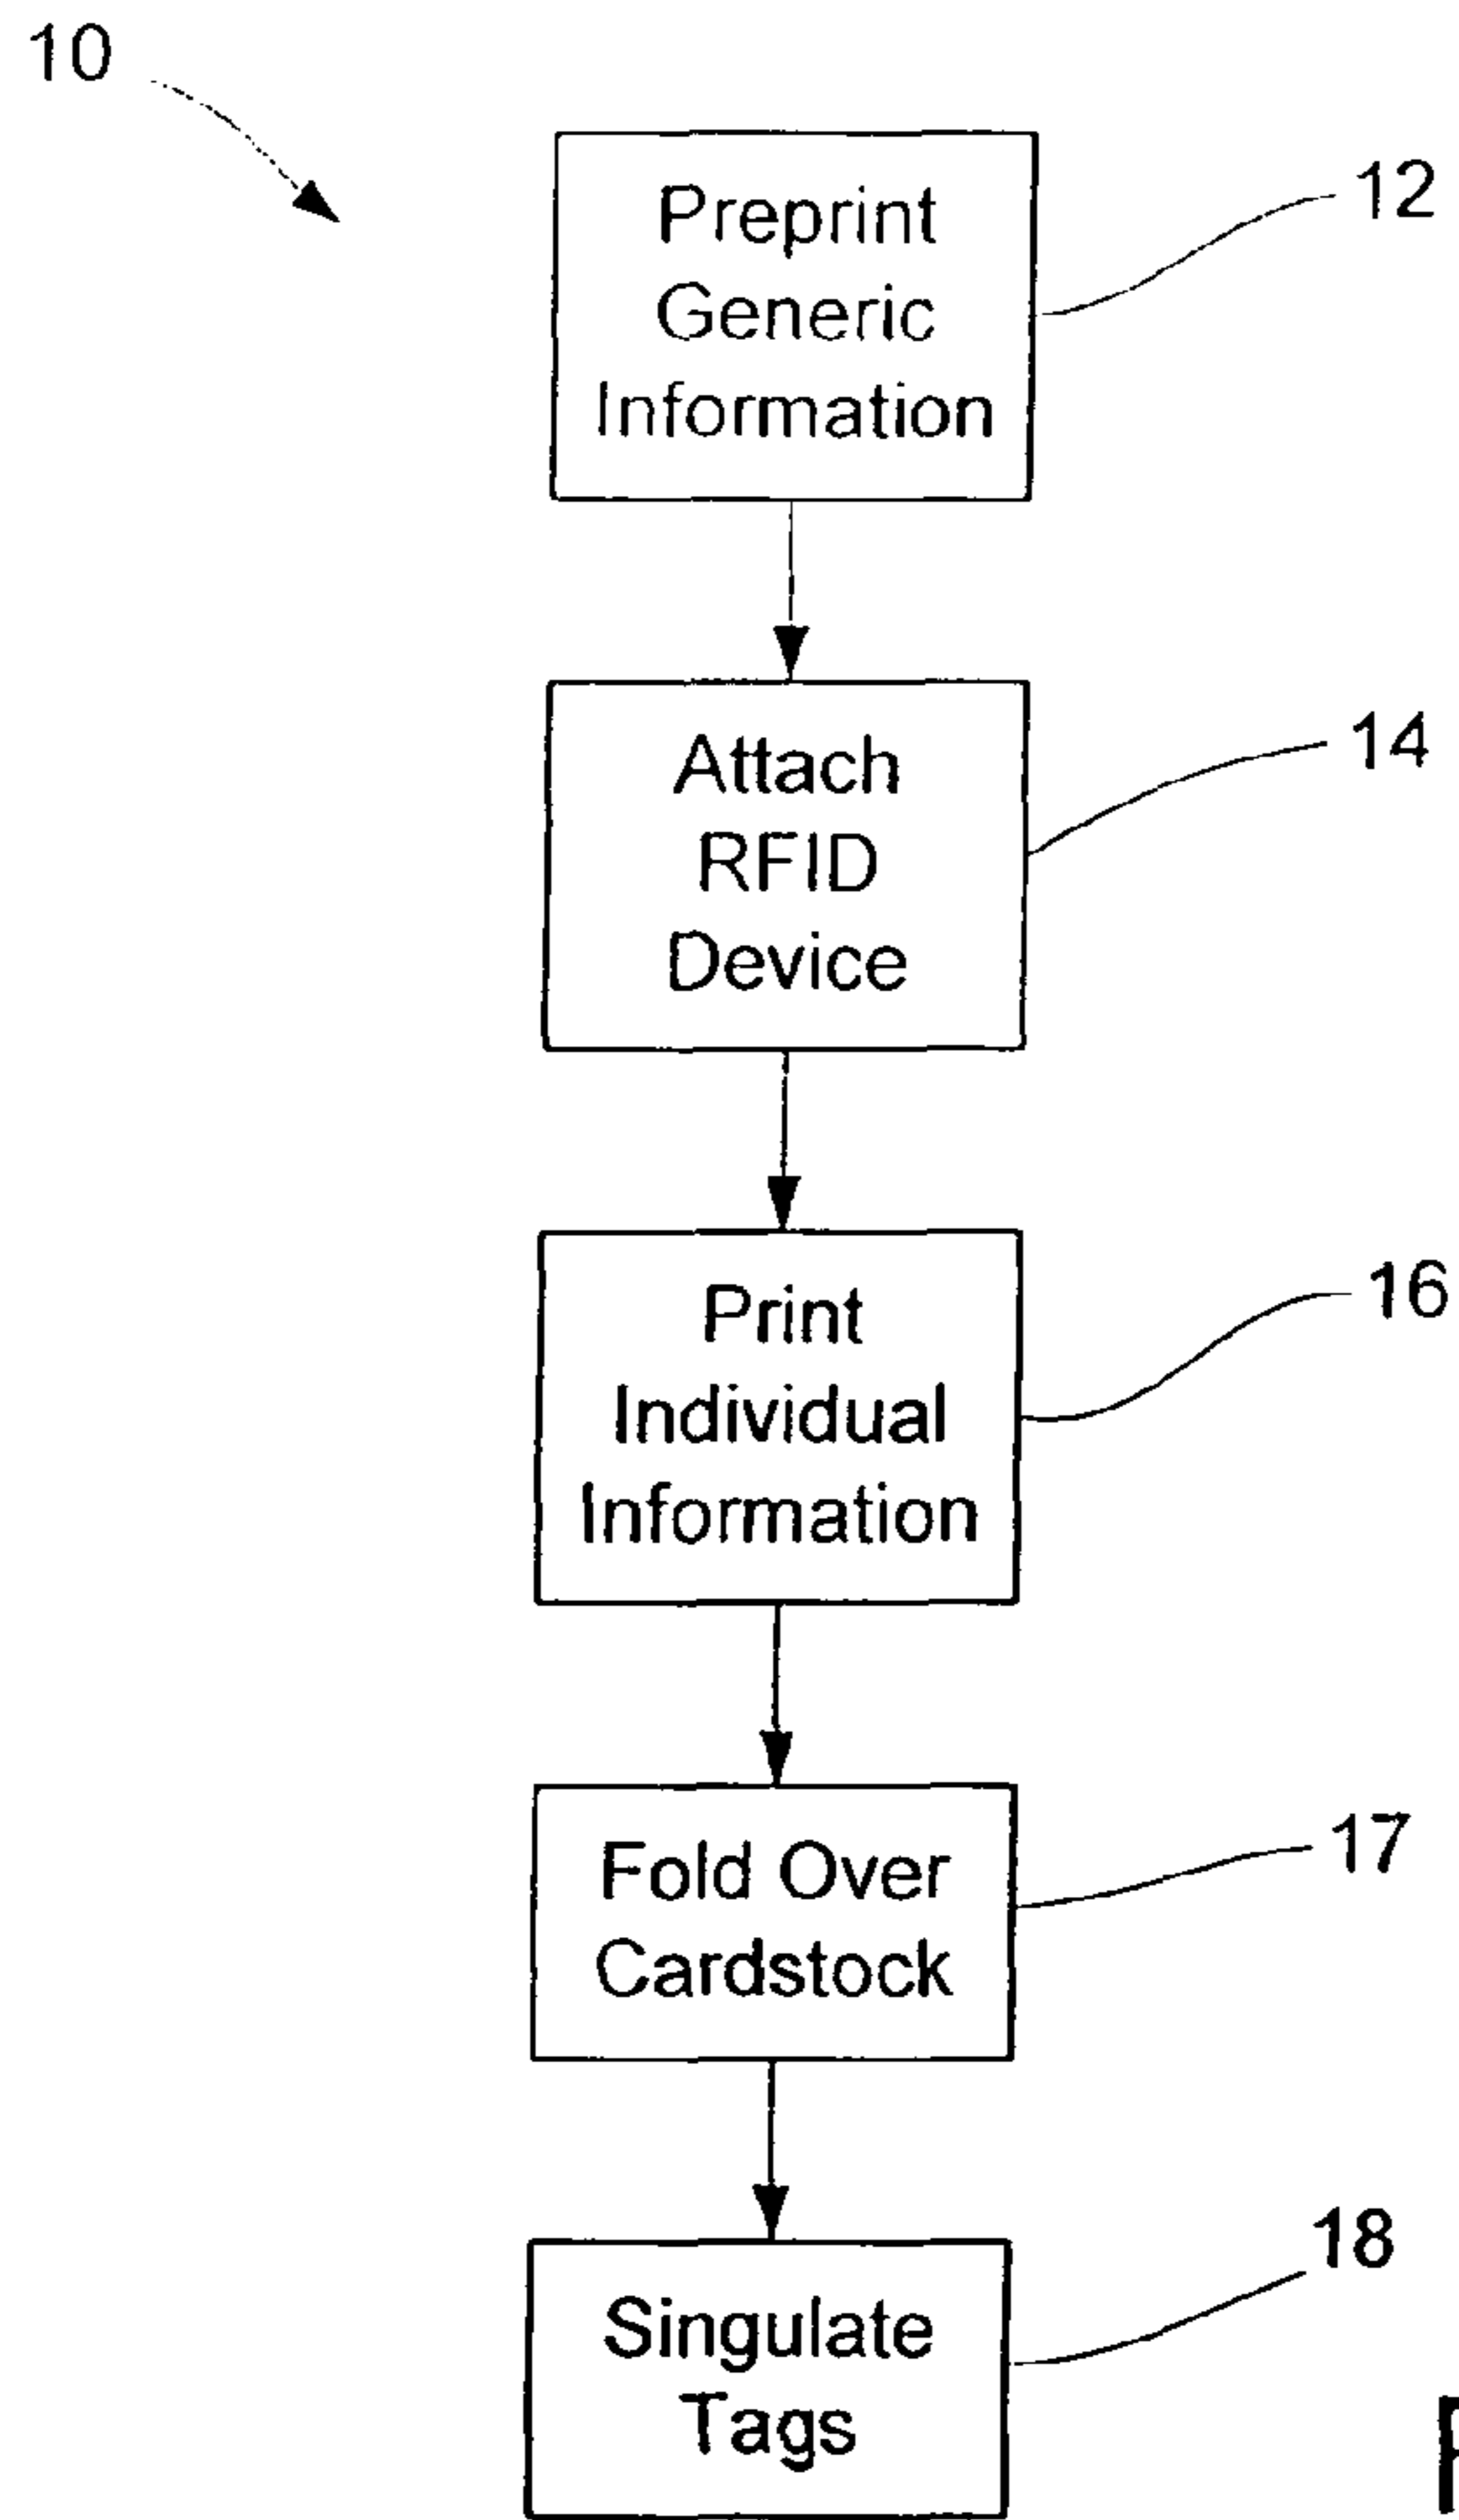 10
12
Preprint
Generic
Information
14
Attach
RFID
Device
16
Print
Individual
Information
17
Fold Over
Cardstock
18
Singulate
Tags